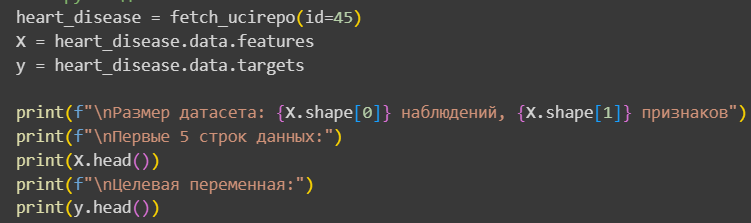 heart_disease = fetch_ucirepo(id=45)
X = heart_disease.data.features
y = heart_disease.data.targets
print(f"\nРазмер датасета: {X.shape[0]} наблюдений, {X.shape[1]} признаков")
print(f"\nПервые 5 строк данных:")
print(X.head())
print(f"\nЦелевая переменная:")
print(y.head())